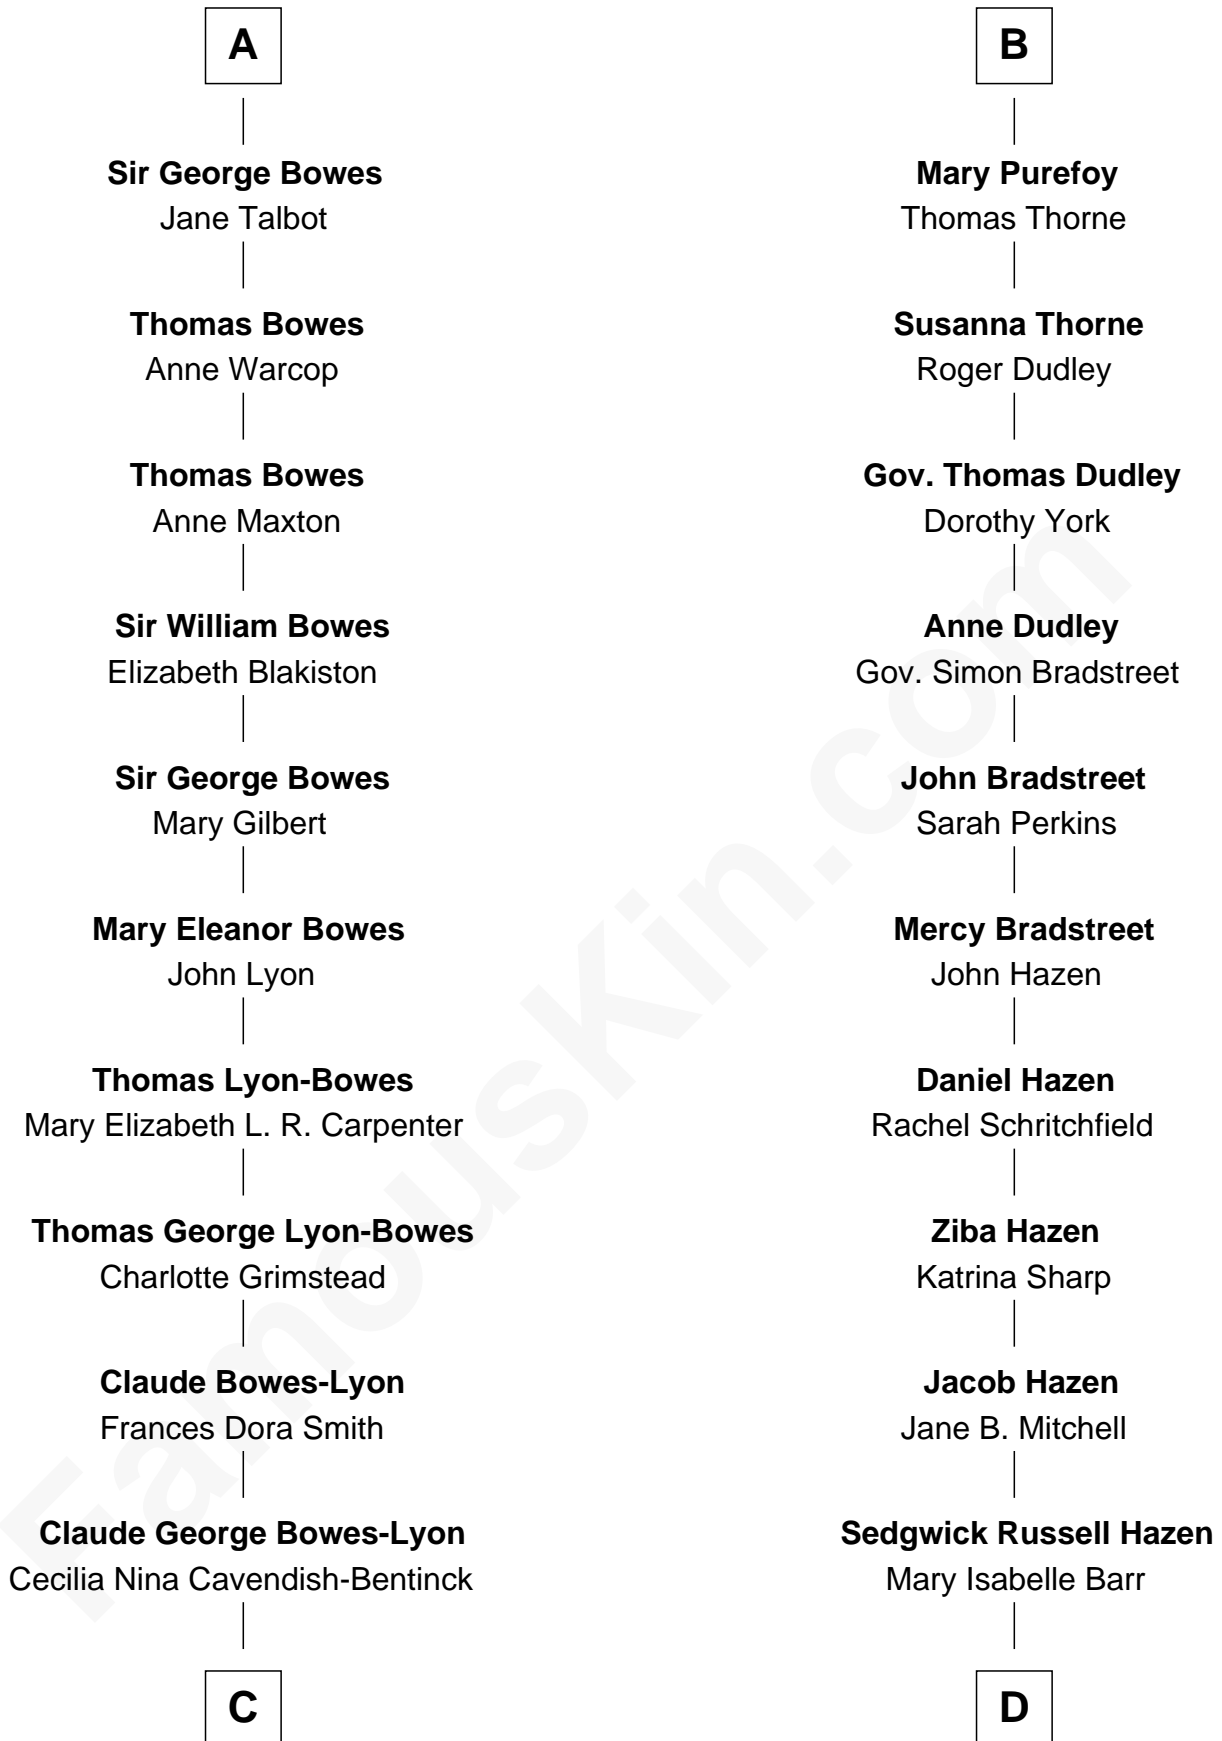 A
Sir George Bowes
Jane Talbot
Thomas Bowes
Anne Warcop
Thomas Bowes
Anne Maxton
Sir William Bowes
Elizabeth Blakiston
Sir George Bowes
Mary Gilbert
Mary Eleanor Bowes
John Lyon
Thomas Lyon-Bowes
Mary Elizabeth L. R. Carpenter
Thomas George Lyon-Bowes
Charlotte Grimstead
Claude Bowes-Lyon
Frances Dora Smith
Claude George Bowes-Lyon
Cecilia Nina Cavendish-Bentinck
C
B
Mary Purefoy
Thomas Thorne
Susanna Thorne
Roger Dudley
Gov. Thomas Dudley
Dorothy York
Anne Dudley
Gov. Simon Bradstreet
John Bradstreet
Sarah Perkins
Mercy Bradstreet
John Hazen
Daniel Hazen
Rachel Schritchfield
Ziba Hazen
Katrina Sharp
Jacob Hazen
Jane B. Mitchell
Sedgwick Russell Hazen
Mary Isabelle Barr
D
FamousKin.com